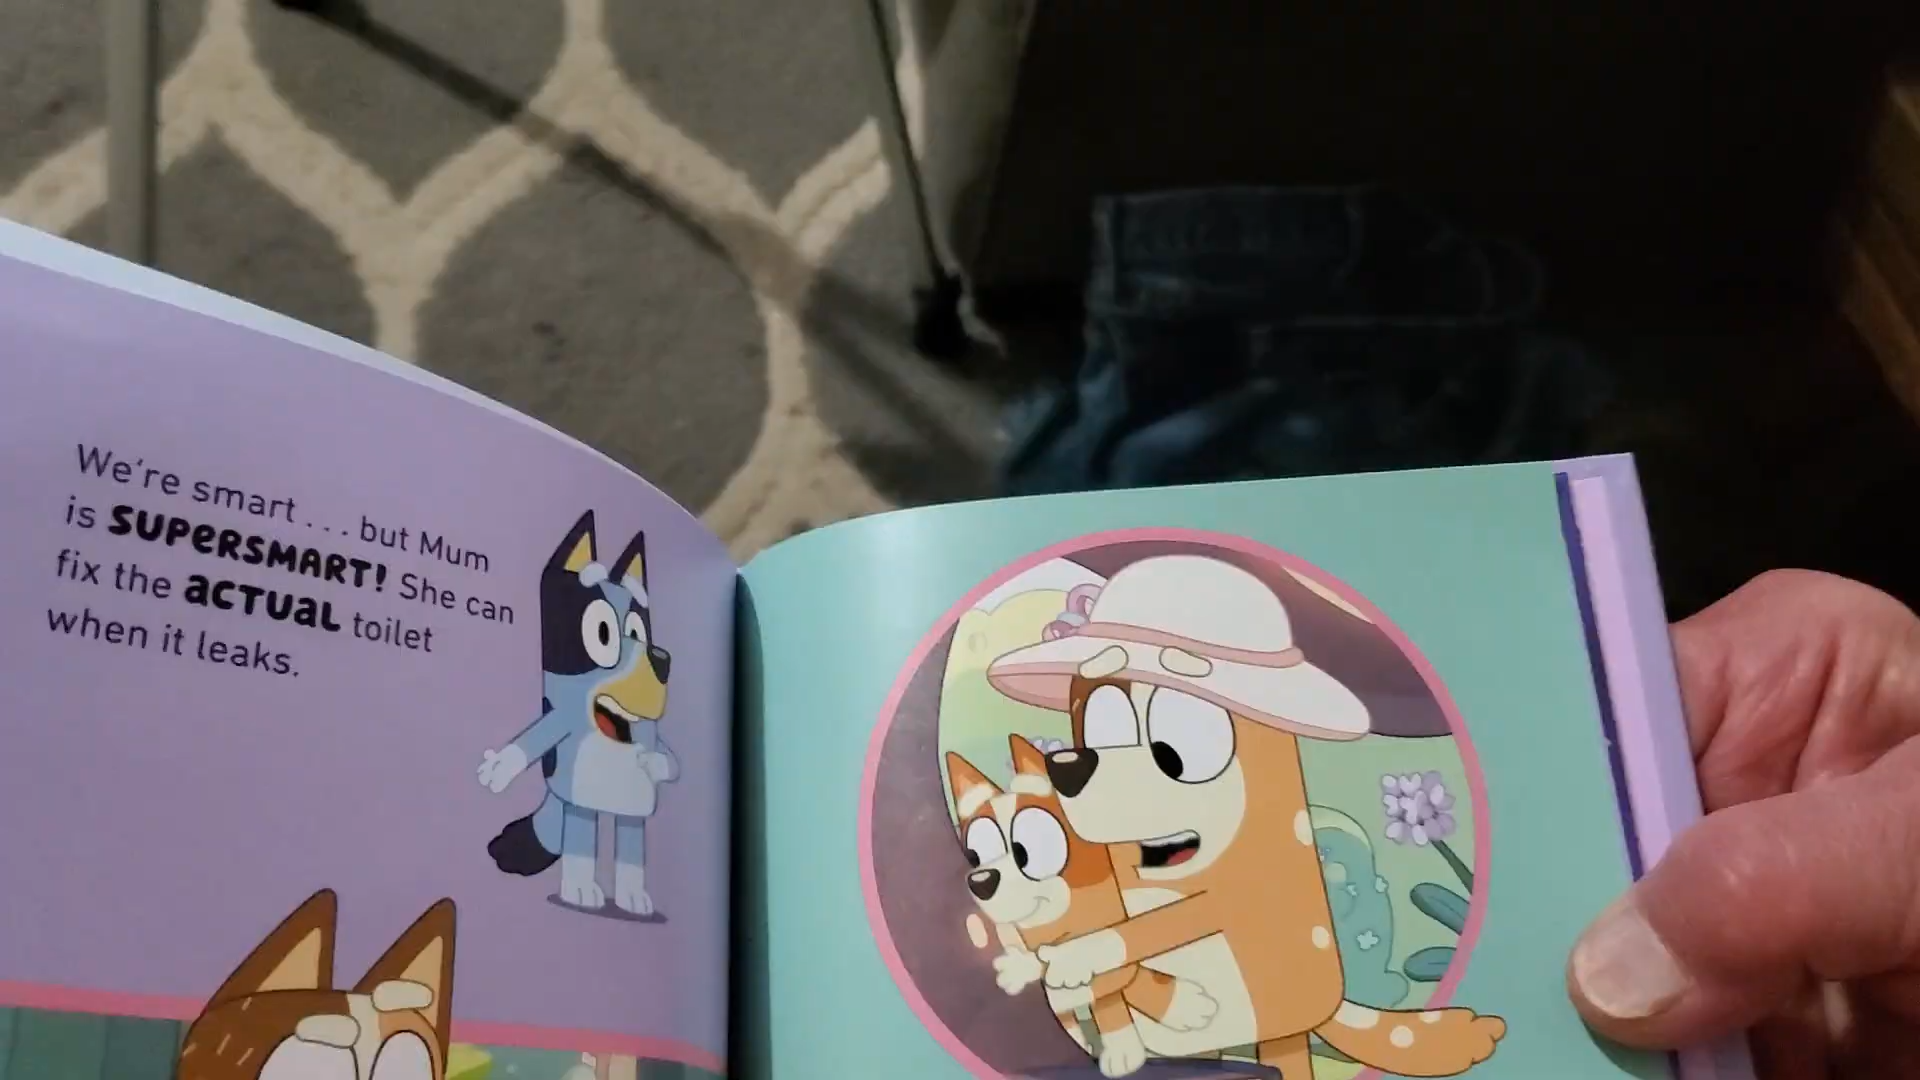 We're smart... but Mum
is SUPERSMART! She can
fix the ACTUAL toilet
when it leaks.